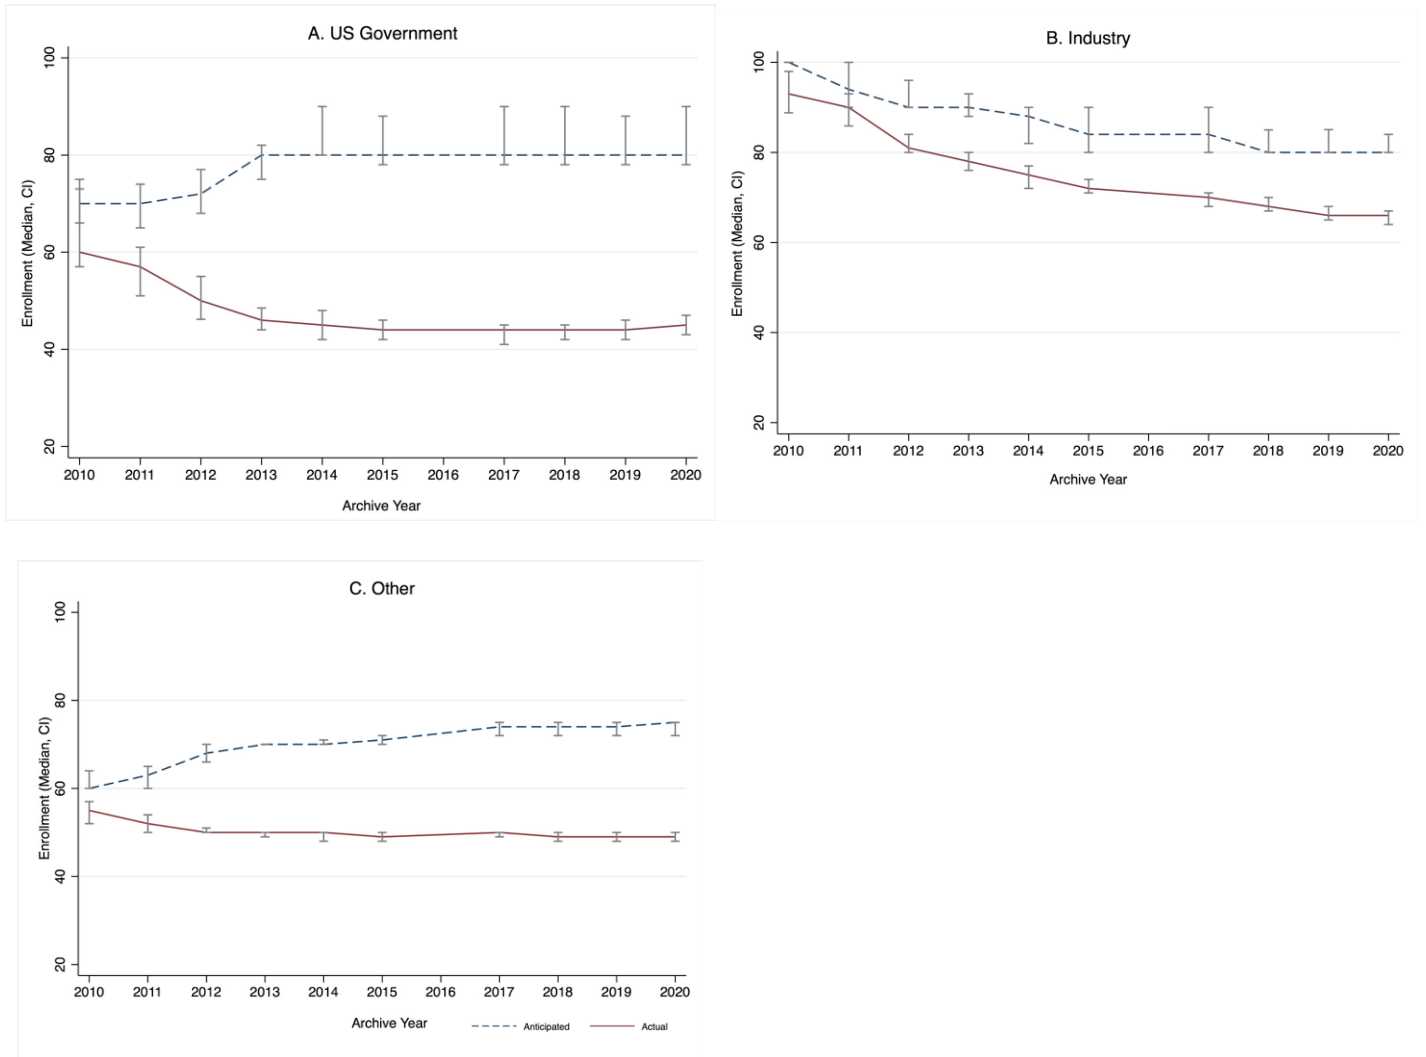 A. US Government
Enrollment (Median, CI)
100
80
60
40
20
2010 2011 2012 2013 2014 2015 2016 2017 2018 2019 2020
Archive Year
B. Industry
Enrollment (Median, CI)
100
80
60
40
20
2010 2011 2012 2013 2014 2015 2016 2017 2018 2019 2020
Archive Year
C. Other
Enrollment (Median, CI)
100
80
60
40
20
2010 2011 2012 2013 2014 2015 2016 2017 2018 2019 2020
Archive Year
Anticipated Actual